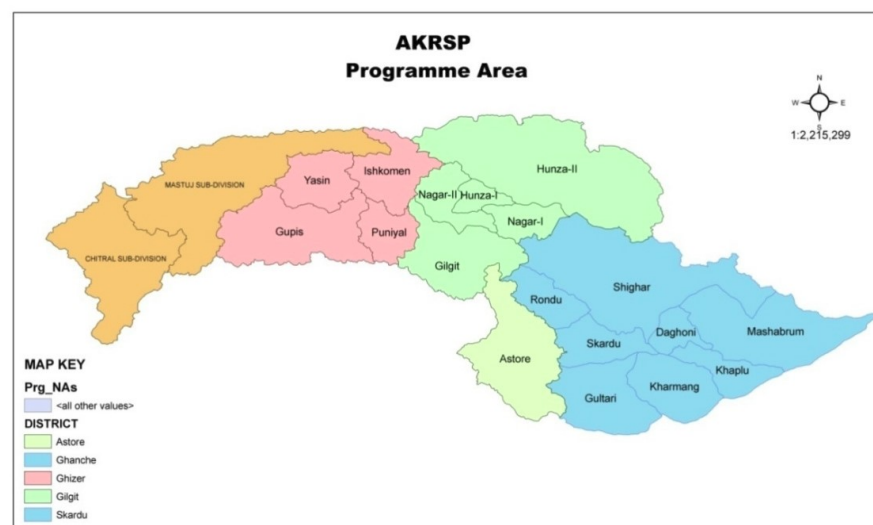 AKRSP
Programme Area
N
W E
S
1:2,215,299
Hunza-II
Ishkomen
Yasin
MASTUJ SUB-DIVISION
Nagar-II
Hunza-I
Nagar-I
Gupis
Puniyal
CHITRAL SUB-DIVISION
Gilgit
Shighar
Rondu
Mashabrum
Daghoni
Skardu
Astore
Khaplu
Kharmang
Gultari
MAP KEY
Prg_NAs
<all other values>
DISTRICT
Astore
Ghanche
Ghizer
Gilgit
Skardu